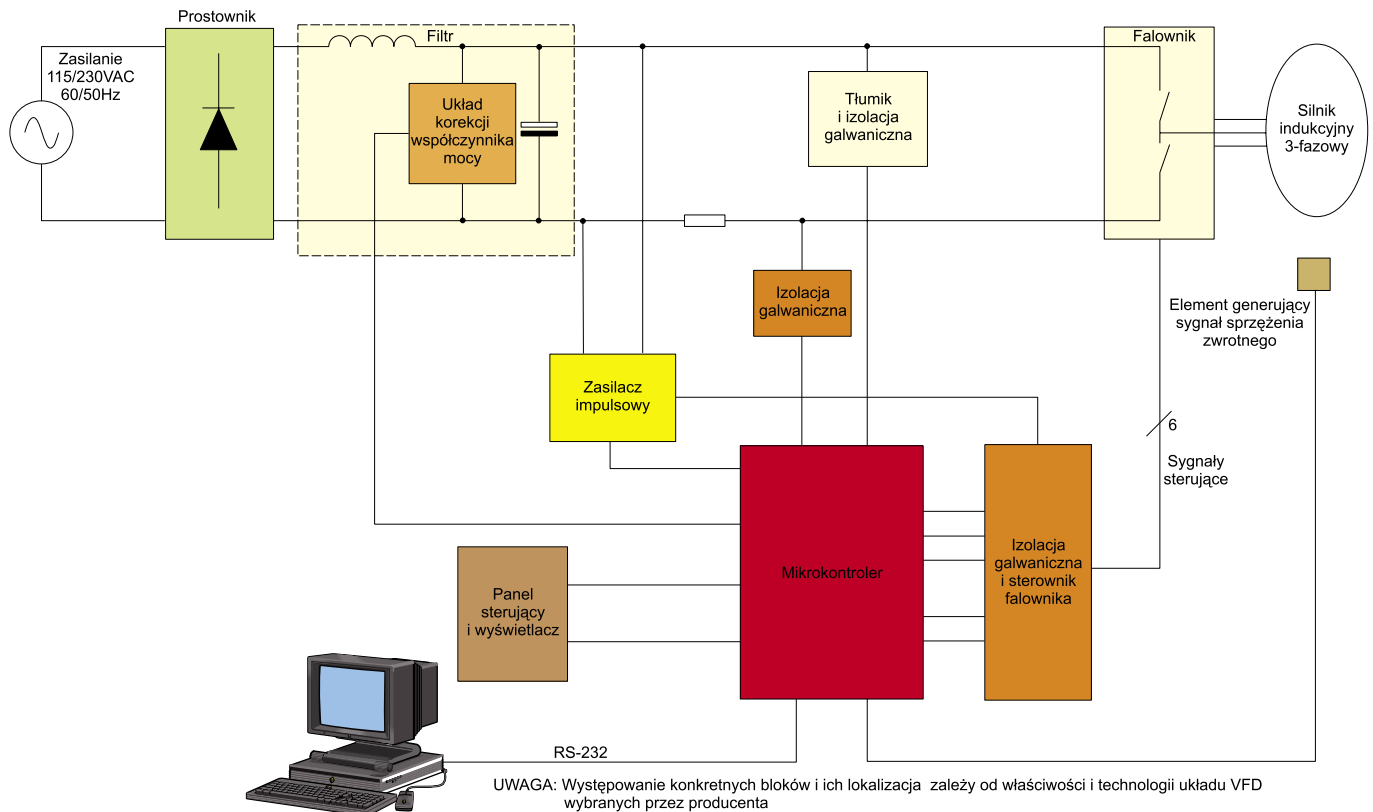 Prostownik
Filtr
Falownik
Zasilanie
115/230VAC
60/50Hz
Układ
korekcji
współczynnika
mocy
Tłumik
i izolacja
galwaniczna
Silnik
indukcyjny
3-fazowy
Izolacja
galwaniczna
Element generujący
sygnał sprzężenia
zwrotnego
Zasilacz
impulsowy
6
Sygnały
sterujące
Mikrokontroler
Izolacja
galwaniczna
i sterownik
falownika
Panel
sterujący
i wyświetlacz
RS-232
UWAGA: Występowanie konkretnych bloków i ich lokalizacja zależy od właściwości i technologii układu VFD
wybranych przez producenta